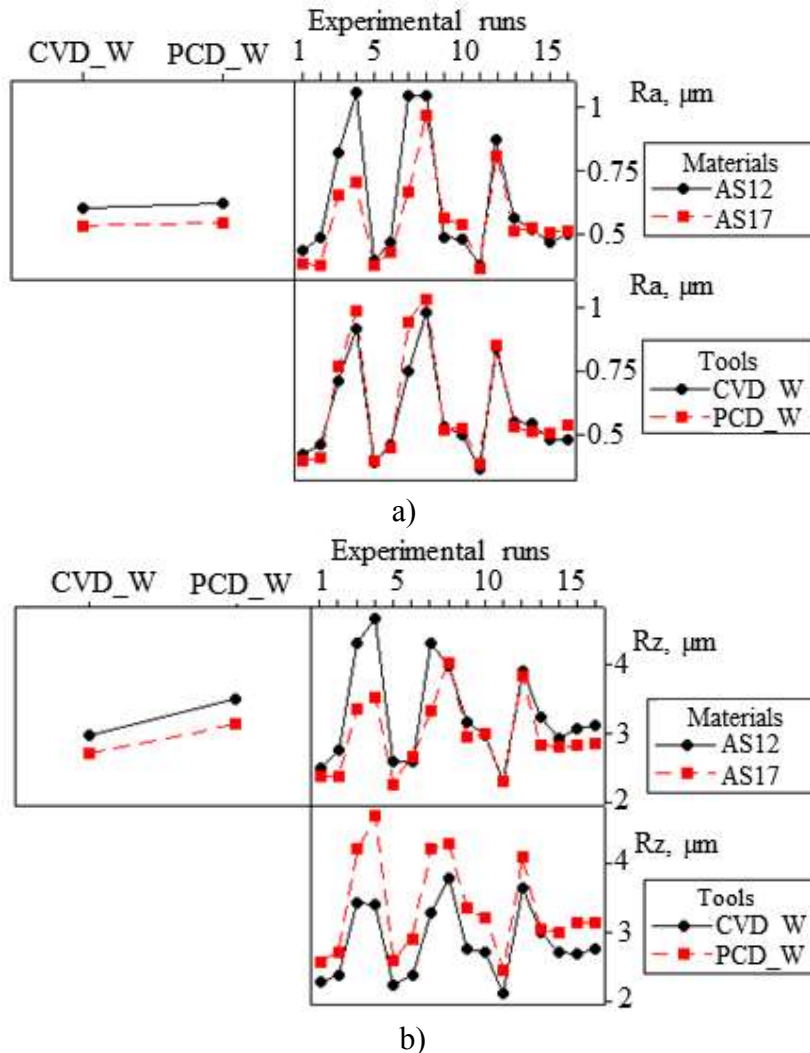 Experimental runs
CVD_W PCD_W 1 5 10 15
Ra, μm
1
0.75
0.5
Materials
AS12
AS17
Ra, μm
1
0.75
0.5
Tools
CVD_W
PCD_W
a)
Experimental runs
CVD_W PCD_W 1 5 10 15
Rz, μm
4
3
2
Materials
AS12
AS17
Rz, μm
4
3
2
Tools
CVD_W
PCD_W
b)